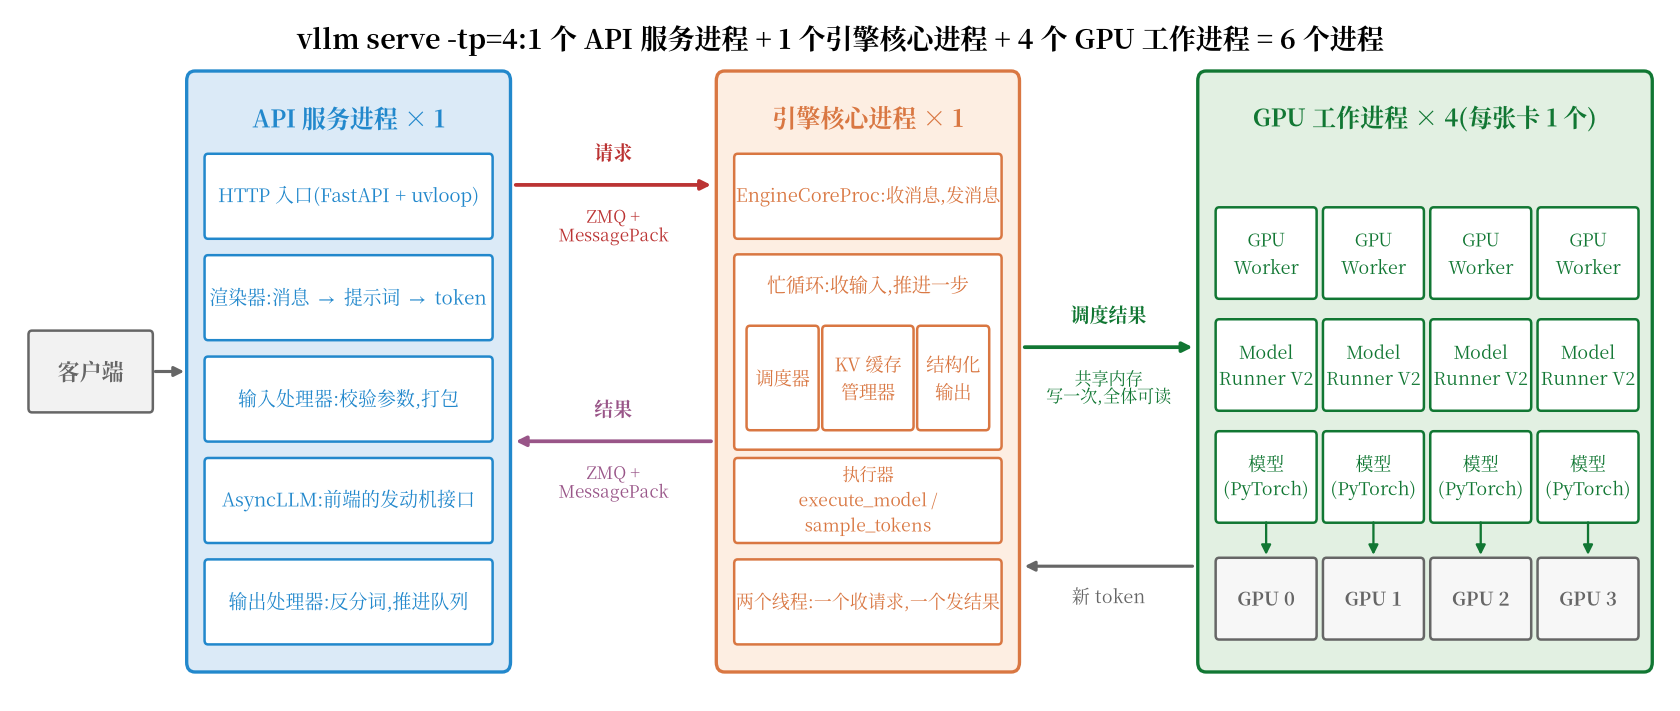 vllm serve -tp=4:1 个 API 服务进程 + 1 个引擎核心进程 + 4 个 GPU 工作进程 = 6 个进程
客户端
API 服务进程 × 1
HTTP 入口(FastAPI + uvloop)
渲染器:消息 → 提示词 → token
输入处理器:校验参数,打包
AsyncLLM:前端的发动机接口
输出处理器:反分词,推进队列
请求
ZMQ +
MessagePack
结果
ZMQ +
MessagePack
引擎核心进程 × 1
EngineCoreProc:收消息,发消息
忙循环:收输入,推进一步
调度器
KV 缓存
管理器
结构化
输出
执行器
execute_model /
sample_tokens
两个线程:一个收请求,一个发结果
调度结果
共享内存
写一次,全体可读
新 token
GPU 工作进程 × 4(每张卡 1 个)
GPU
Worker
GPU
Worker
GPU
Worker
GPU
Worker
Model
Runner V2
Model
Runner V2
Model
Runner V2
Model
Runner V2
模型
(PyTorch)
模型
(PyTorch)
模型
(PyTorch)
模型
(PyTorch)
GPU 0
GPU 1
GPU 2
GPU 3